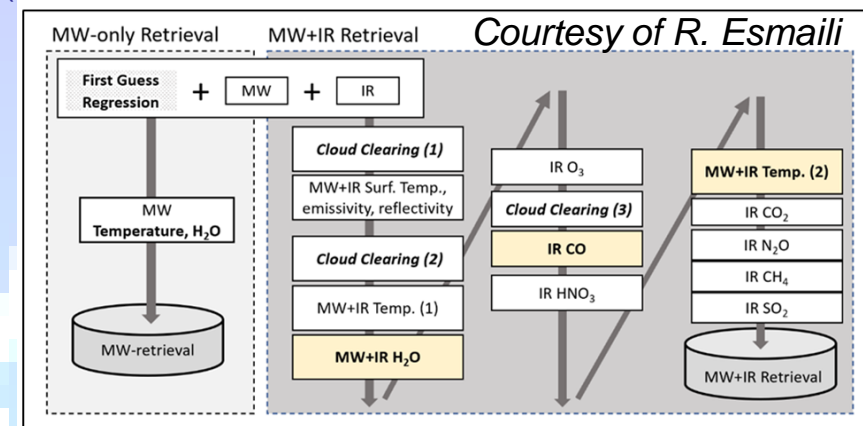 MW-only Retrieval
MW+IR Retrieval
Courtesy of R. Esmaili
First Guess
Regression
+
MW
+
IR
MW
Temperature, H₂O
MW-retrieval
Cloud Clearing (1)
MW+IR Surf. Temp.,
emissivity, reflectivity
Cloud Clearing (2)
MW+IR Temp. (1)
MW+IR H₂O
IR O₃
Cloud Clearing (3)
IR CO
IR HNO₃
MW+IR Temp. (2)
IR CO₂
IR N₂O
IR CH₄
IR SO₂
MW+IR Retrieval